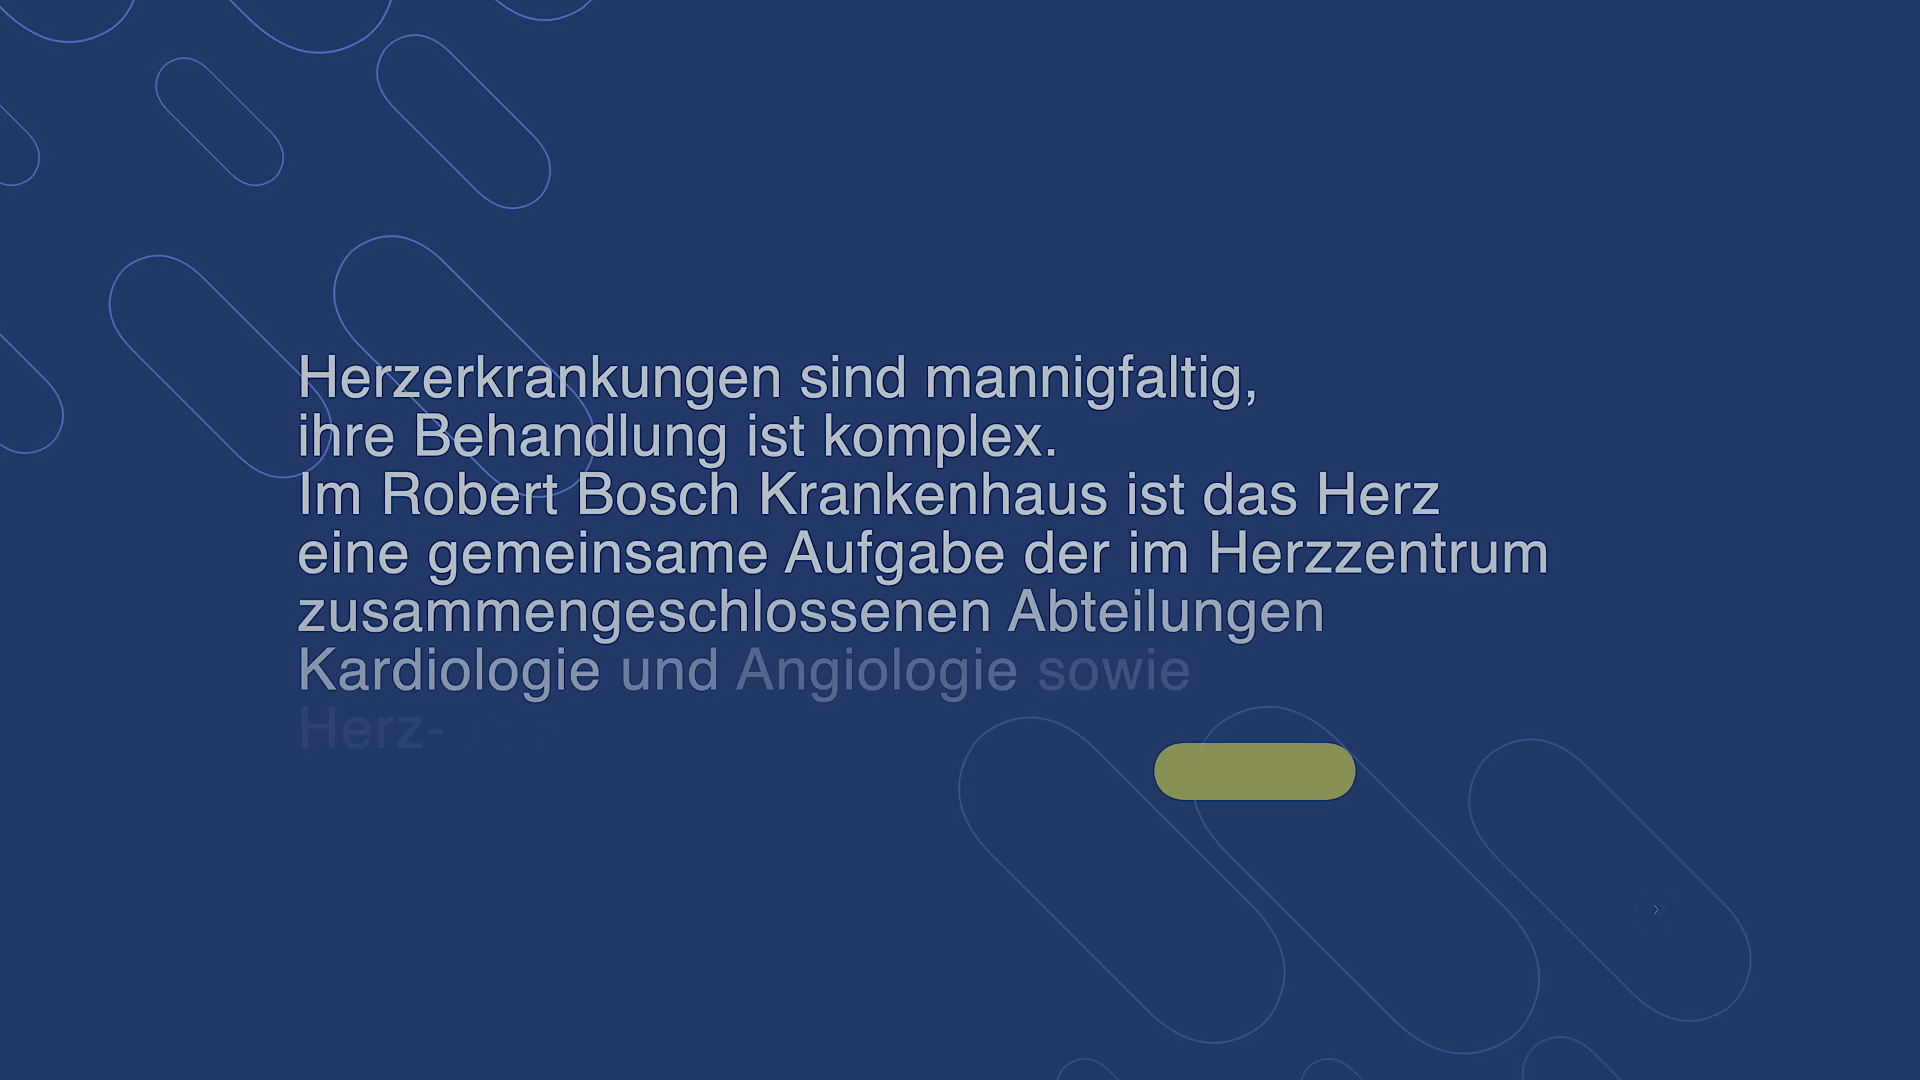 Herzerkrankungen sind mannigfaltig,
ihre Behandlung ist komplex.
Im Robert Bosch Krankenhaus ist das Herz
eine gemeinsame Aufgabe der im Herzzentrum
zusammengeschlossenen Abteilungen
Kardiologie und Angiologie sowie
Herz- und